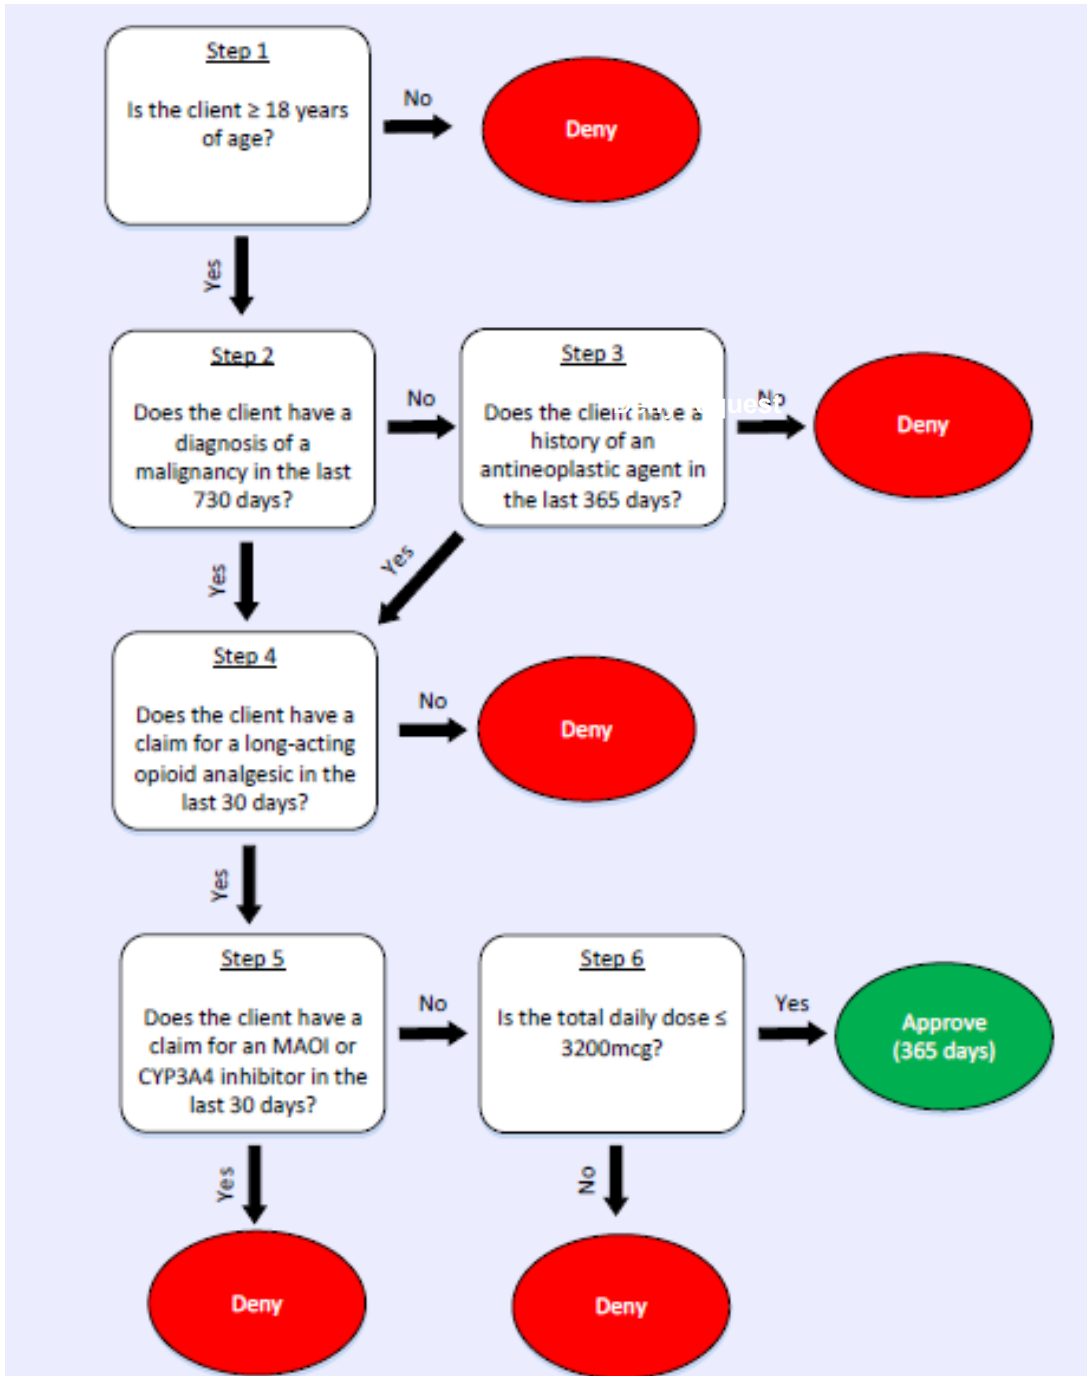 Step 1
Is the client ≥ 18 years
of age?
No
Deny
Yes
Step 2
Does the client have a
diagnosis of a
malignancy in the last
730 days?
No
Step 3
Does the client have a
history of an
antineoplastic agent in
the last 365 days?
No
Deny
Yes
Yes
Step 4
Does the client have a
claim for a long-acting
opioid analgesic in the
last 30 days?
No
Deny
Yes
Step 5
Does the client have a
claim for an MAOI or
CYP3A4 inhibitor in the
last 30 days?
No
Step 6
Is the total daily dose ≤
3200mcg?
Yes
Approve
(365 days)
Yes
No
Deny
Deny